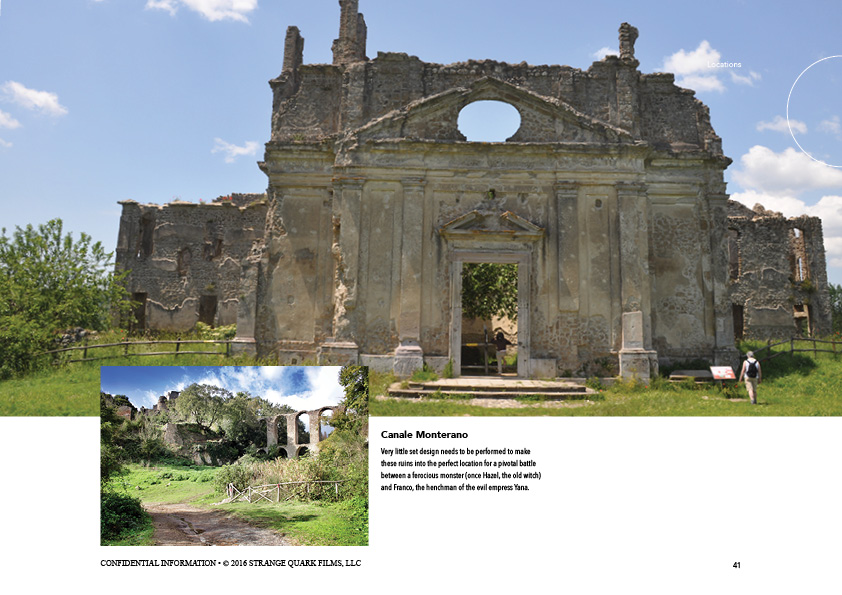 Locations
Canale Monterano
Very little set design needs to be performed to make
these ruins into the perfect location for a pivotal battle
between a ferocious monster (once Hazel, the old witch)
and Franco, the henchman of the evil empress Yana.
CONFIDENTIAL INFORMATION • © 2016 STRANGE QUARK FILMS, LLC
41